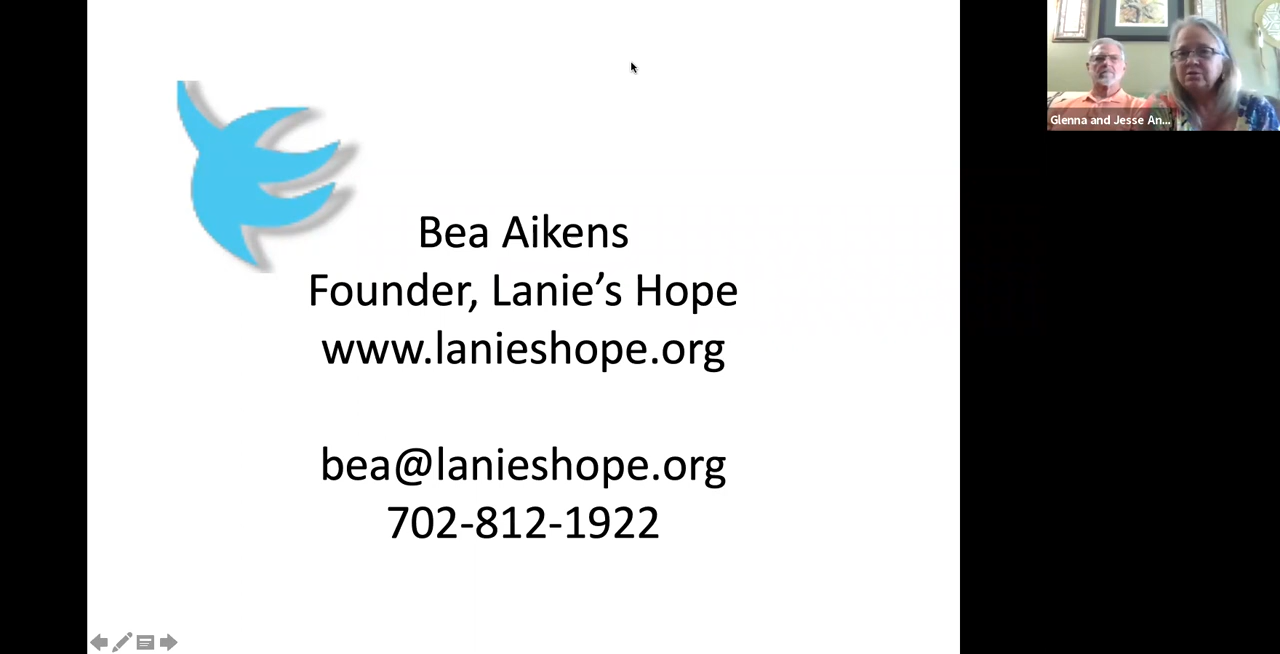 Glenna and Jesse An...
Bea Aikens
Founder, Lanie’s Hope
www.lanieshope.org
bea@lanieshope.org
702-812-1922